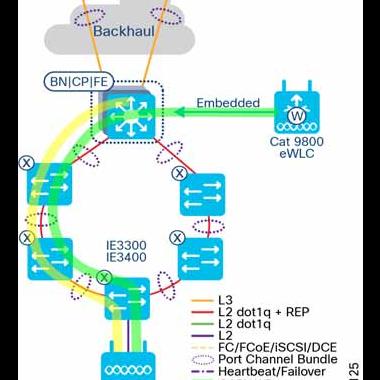 Backhaul
BN|CP|FE
Embedded
W
Cat 9800
eWLC
X
X
X
X
IE3300
IE3400
X
X
L3
L2 dot1q + REP
L2 dot1q
L2
FC/FCoE/iSCSI/DCE
Port Channel Bundle
Heartbeat/Failover
125